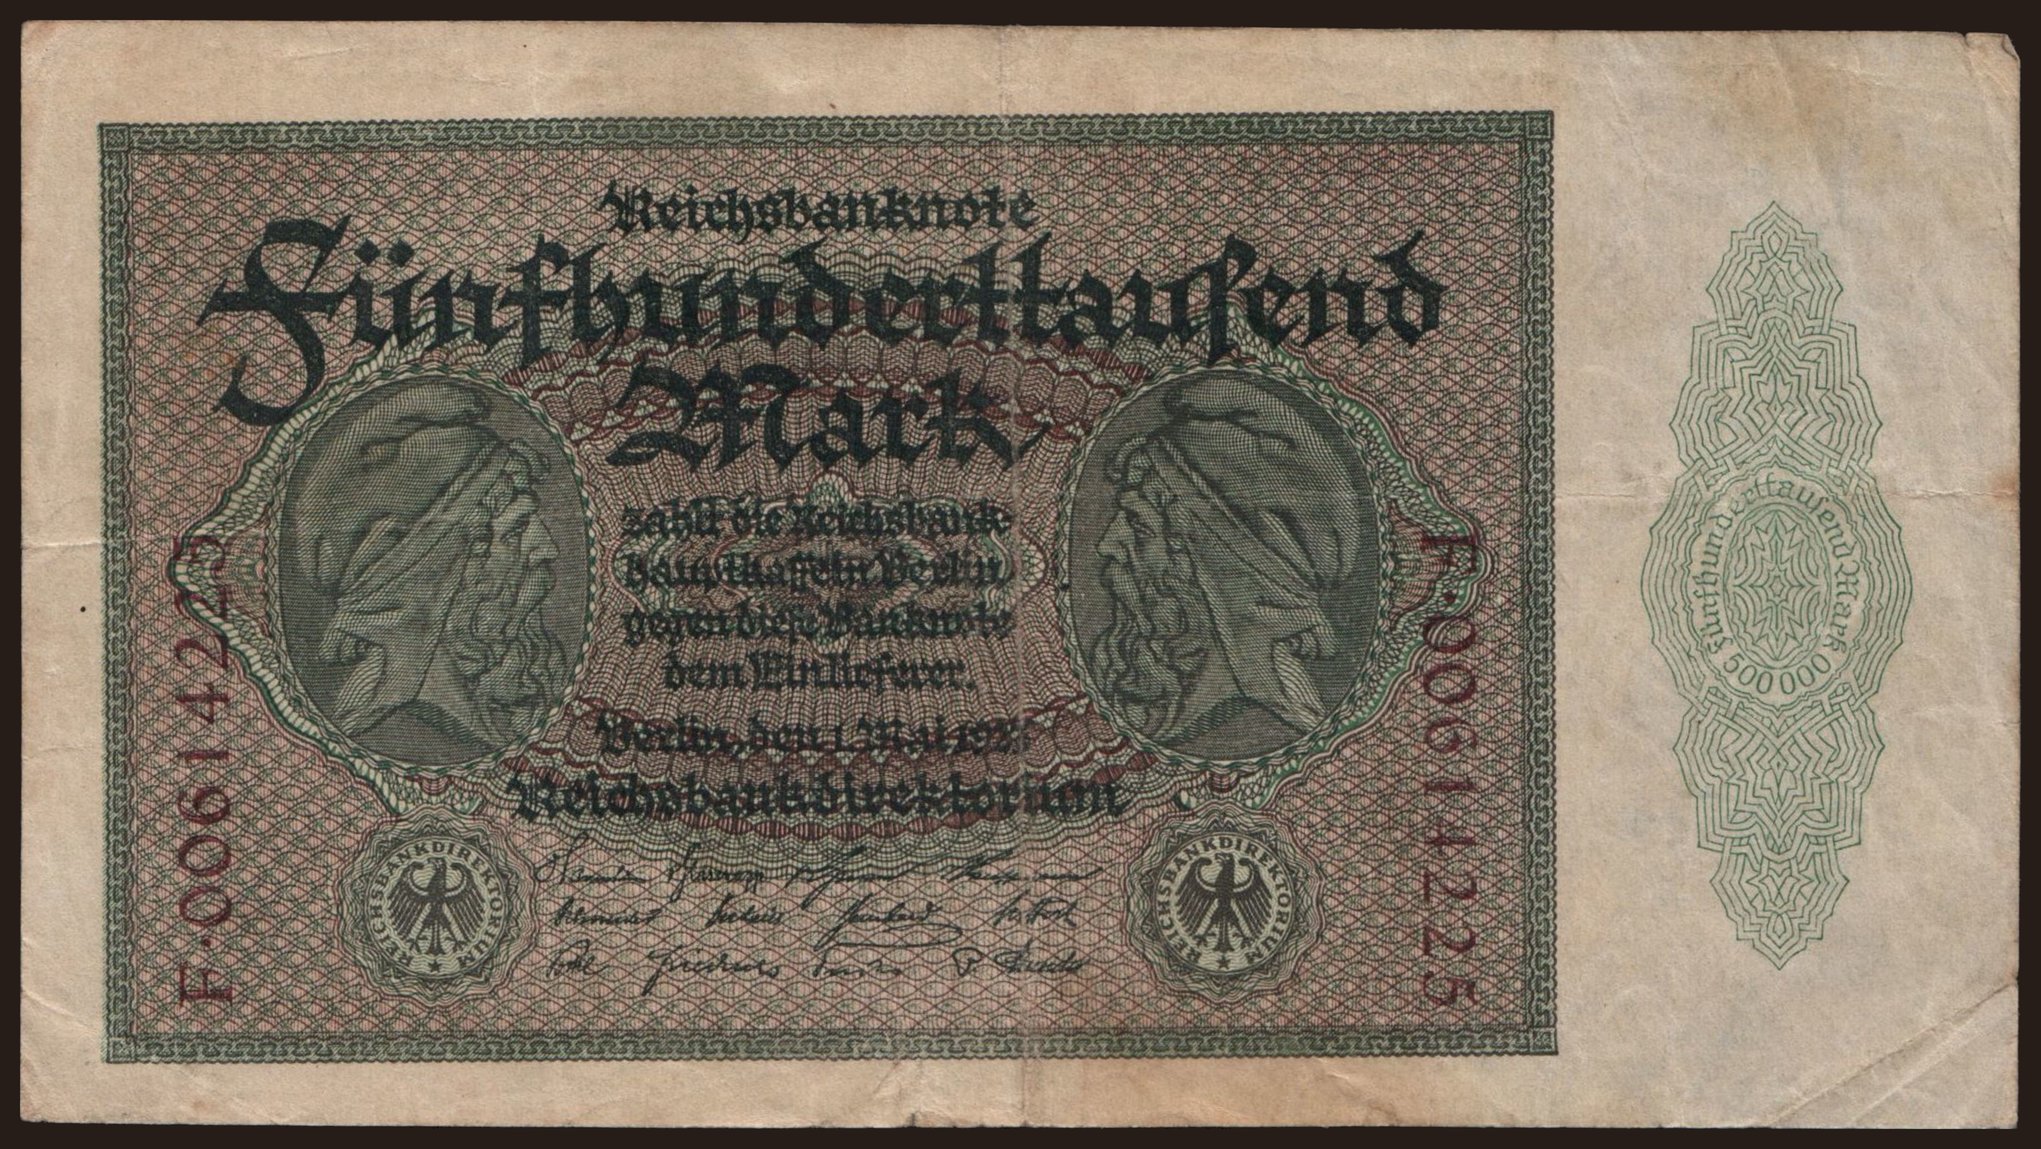 Reichsbanknote
Fünfhunderttausend
Mark
zahlt die Reichsbank-
hauptkasse in Berlin
gegen diese Banknote
dem Einlieferer.
Berlin, den 1. Mai 1923
Reichsbankdirektorium
F·00614225
F·00614225
REICHSBANKDIREKTORIUM
REICHSBANKDIREKTORIUM
Fünfhunderttausend Mark
500000